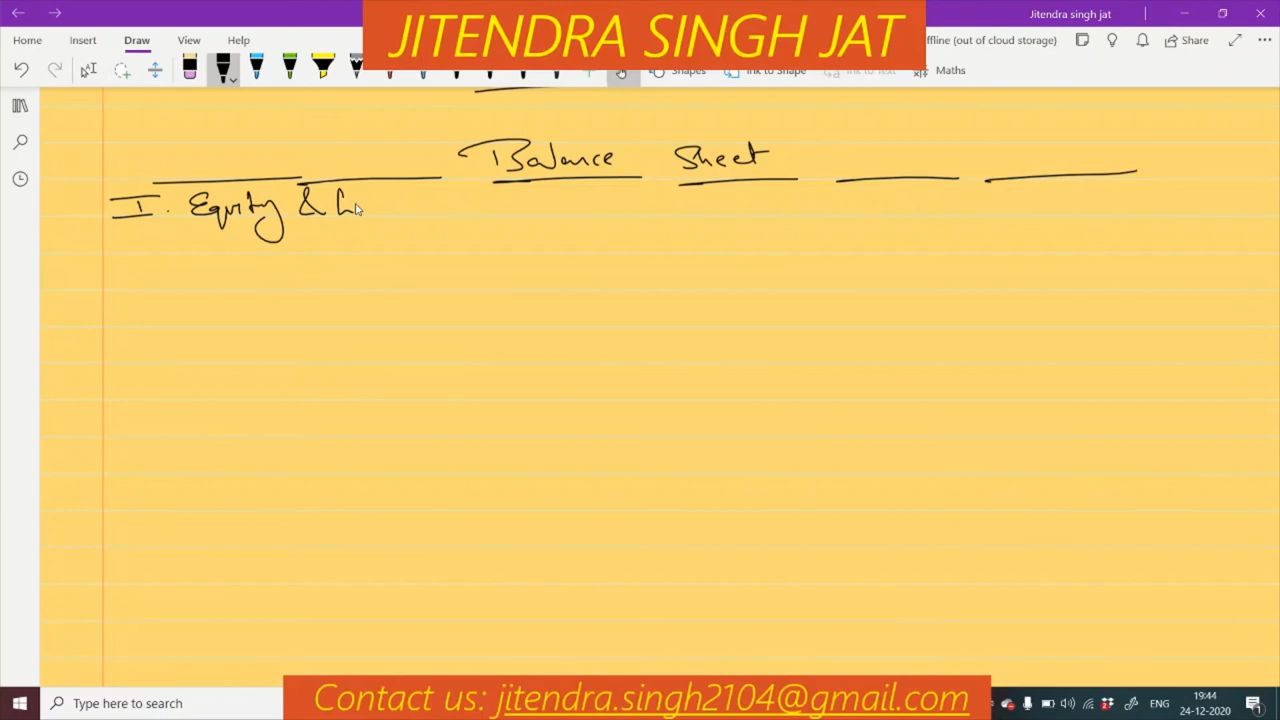 JITENDRA SINGH JAT
Jitendra singh jat
Home Insert Draw View Help
ffline (out of cloud storage) Share
Shapes Ink to Shape Ink to Text Maths
Balance Sheet
I. Equity & Li
Contact us: jitendra.singh2104@gmail.com
Type here to search
ENG
19:44
24-12-2020